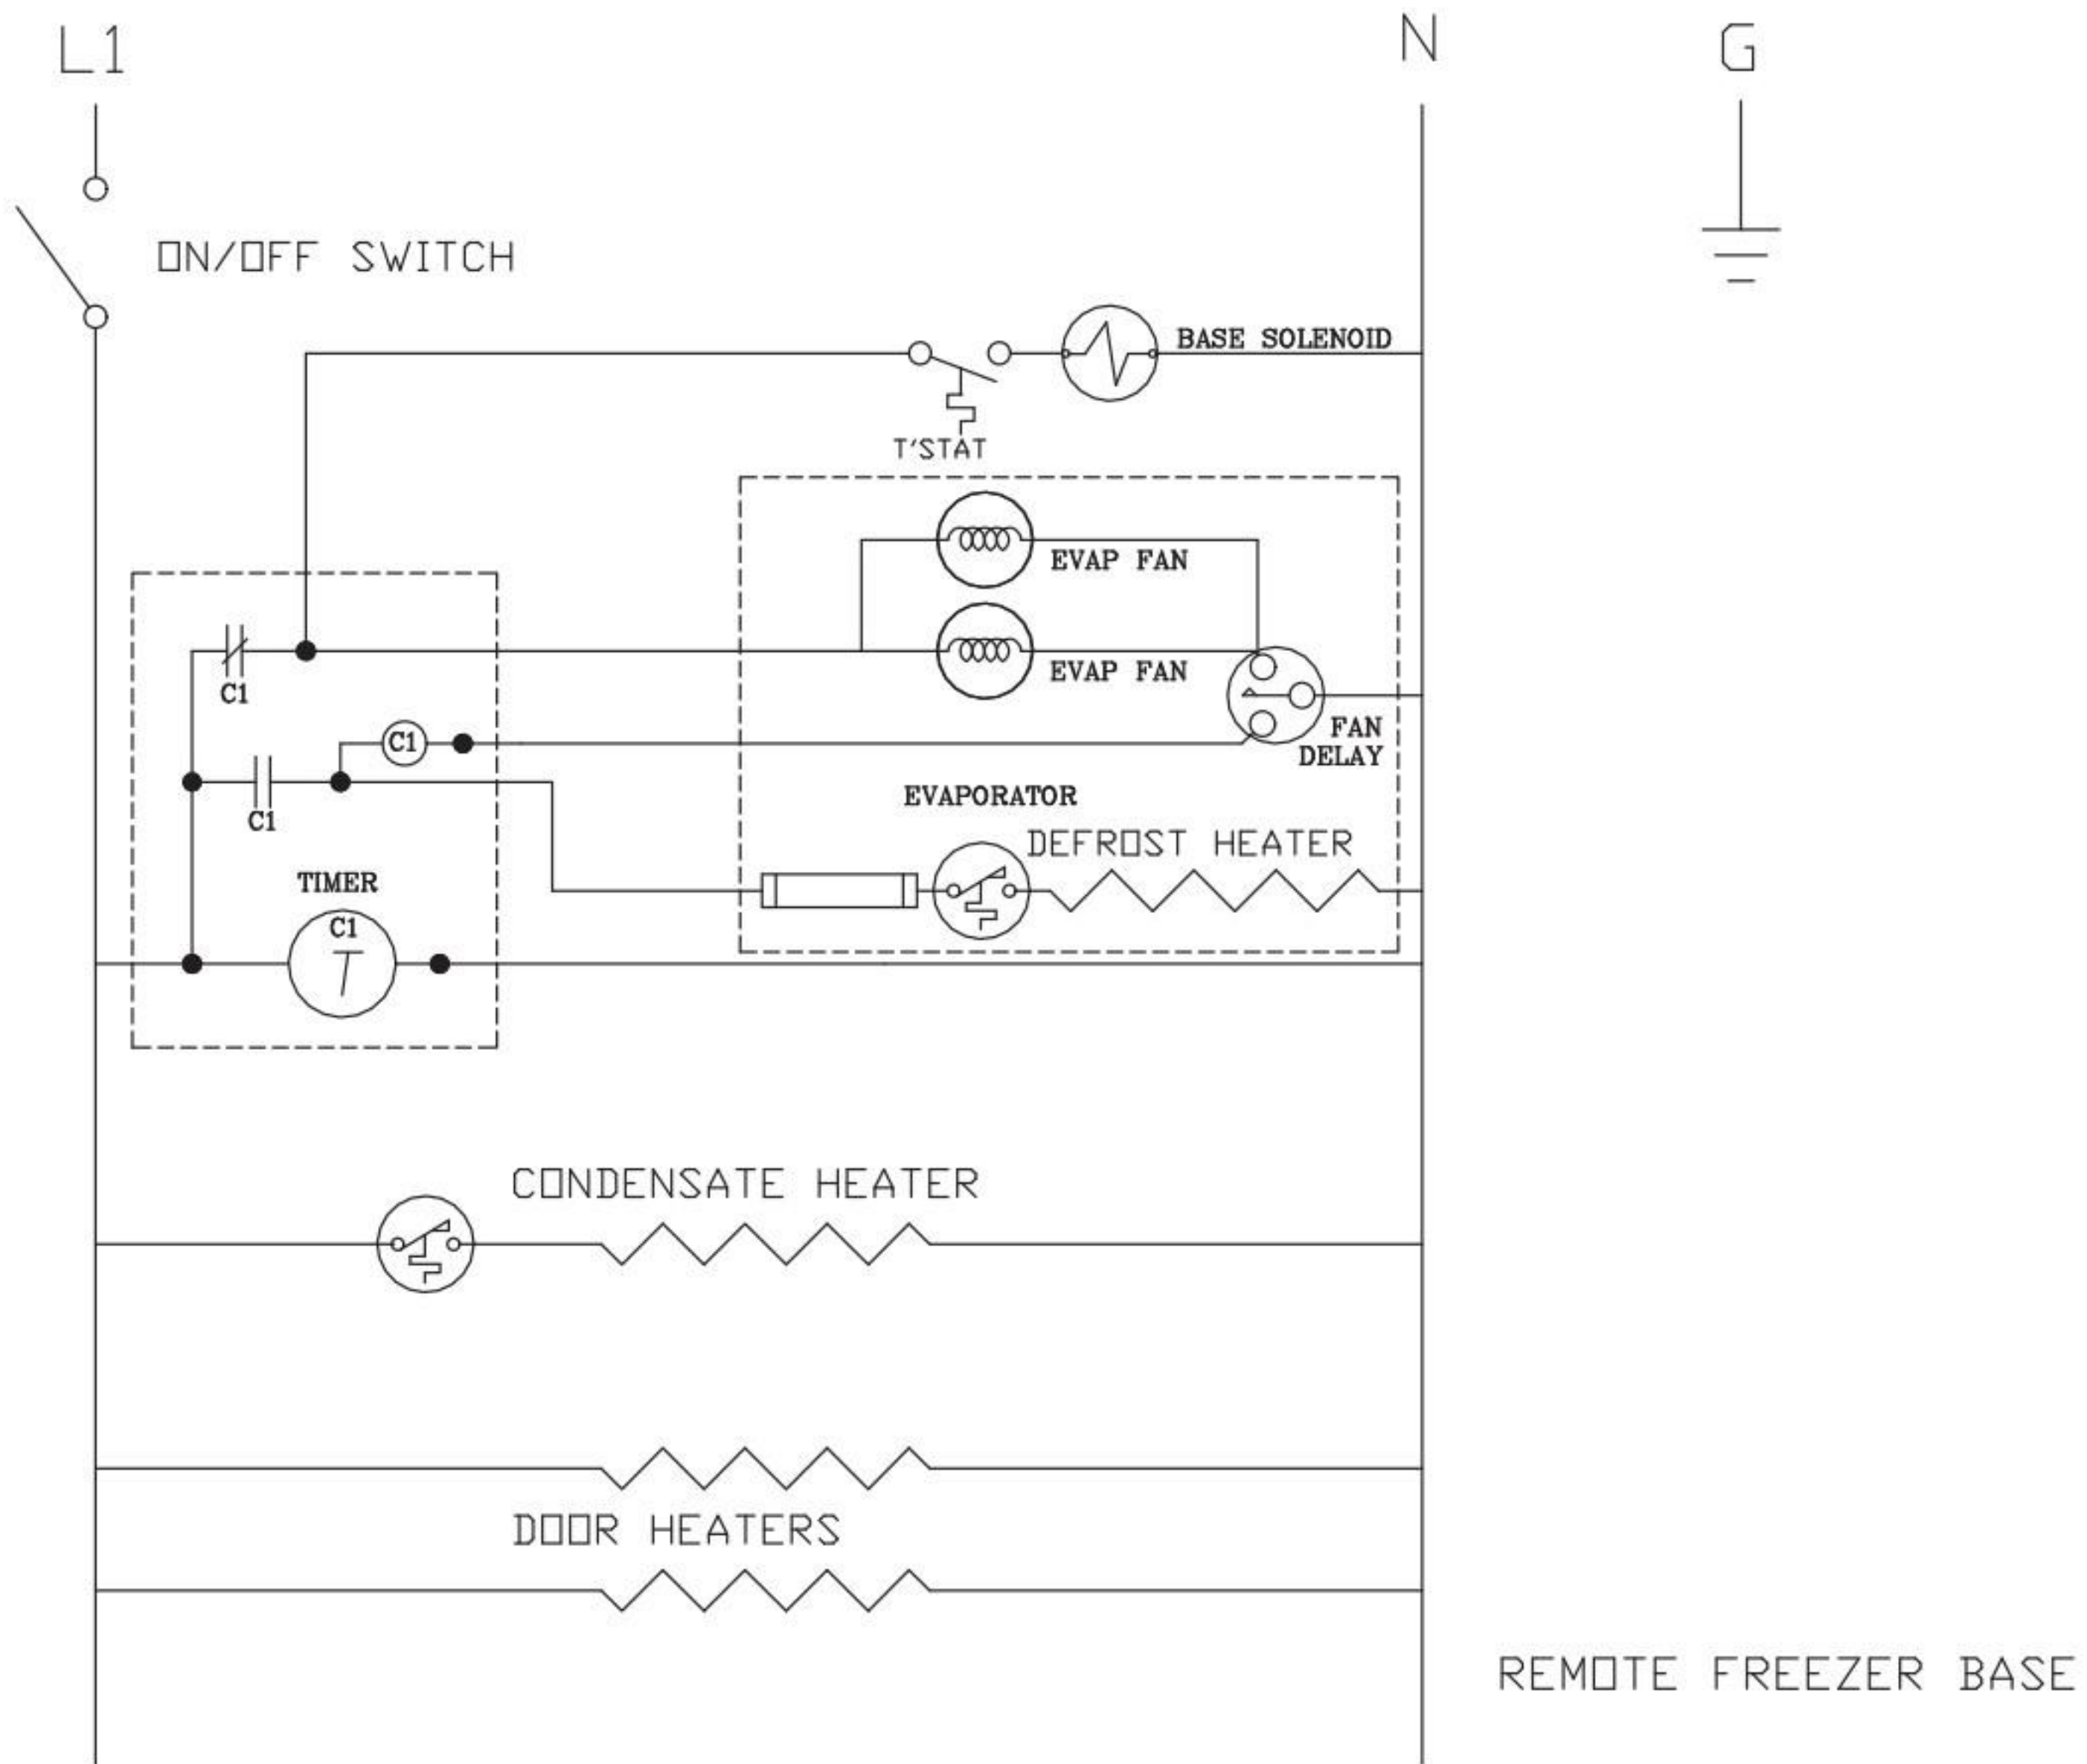 L1
N
G
ON/OFF SWITCH
BASE SOLENOID
T'STAT
EVAP FAN
EVAP FAN
C1
C1
FAN
DELAY
EVAPORATOR
C1
DEFROST HEATER
TIMER
C1
CONDENSATE HEATER
DOOR HEATERS
REMOTE FREEZER BASE